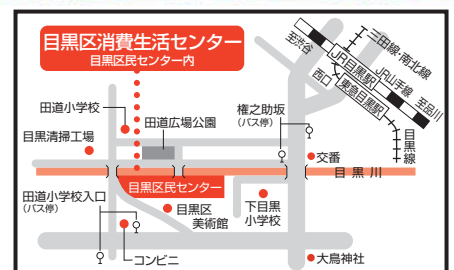 目黒区消費生活センター
目黒区民センター内
至渋谷
三田線・南北線
JR目黒駅
JR山手線
至品川
西口
東急目黒駅
目黒線
田道小学校
田道広場公園
権之助坂
(バス停)
目黒清掃工場
交番
目黒川
田道小学校入口
(バス停)
目黒区民センター
目黒区
美術館
下目黒
小学校
コンビニ
大鳥神社